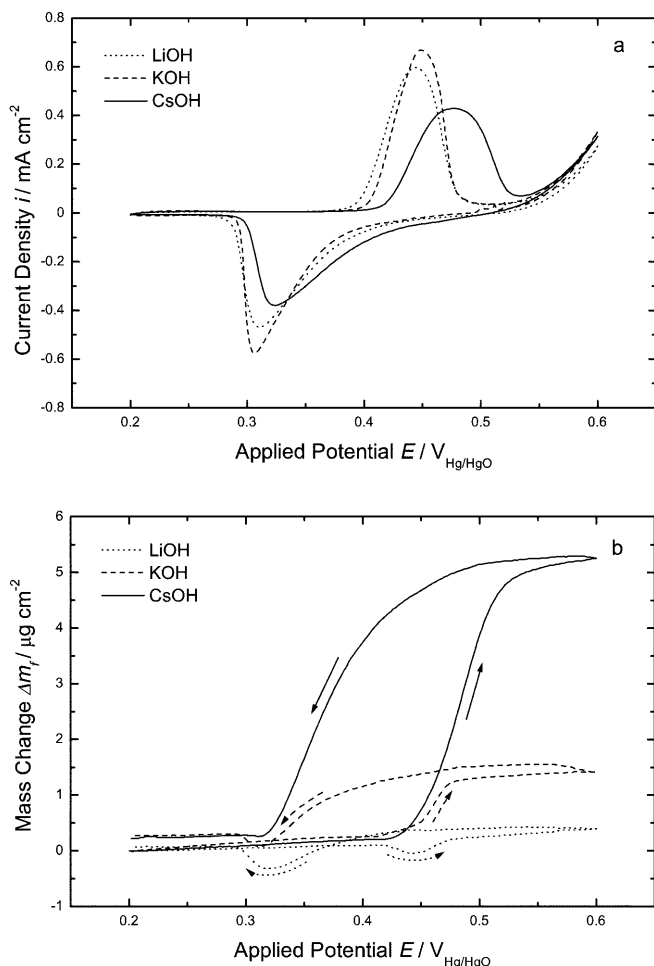 a
LiOH
KOH
CsOH
0.8
0.6
0.4
0.2
0
-0.2
-0.4
-0.6
-0.8
Current Density i / mA cm⁻²
0.2 0.3 0.4 0.5 0.6
Applied Potential E / V Hg/HgO
b
LiOH
KOH
CsOH
6
5
4
3
2
1
0
-1
Mass Change Δm_f / μg cm⁻²
0.2 0.3 0.4 0.5 0.6
Applied Potential E / V Hg/HgO